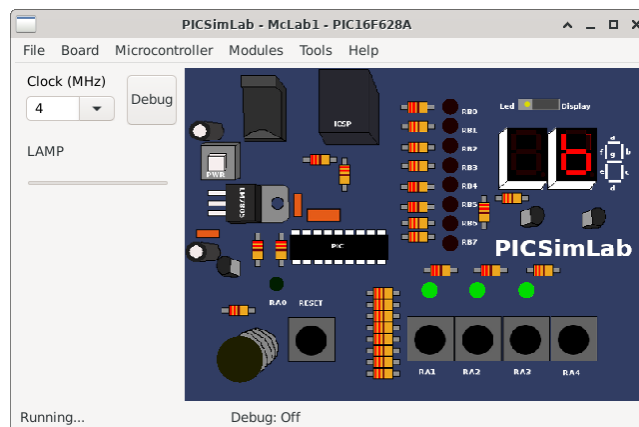 PICSimLab - McLab1 - PIC16F628A
File Board Microcontroller Modules Tools Help
Clock (MHz)
4
Debug
LAMP
ICSP
PWR
PIC
RB0
RB1
RB2
RB3
RB4
RB5
RB6
RB7
Led
Display
a
f
b
g
e
c
d
PICSimLab
RA0
RESET
RA1
RA2
RA3
RA4
Running...
Debug: Off